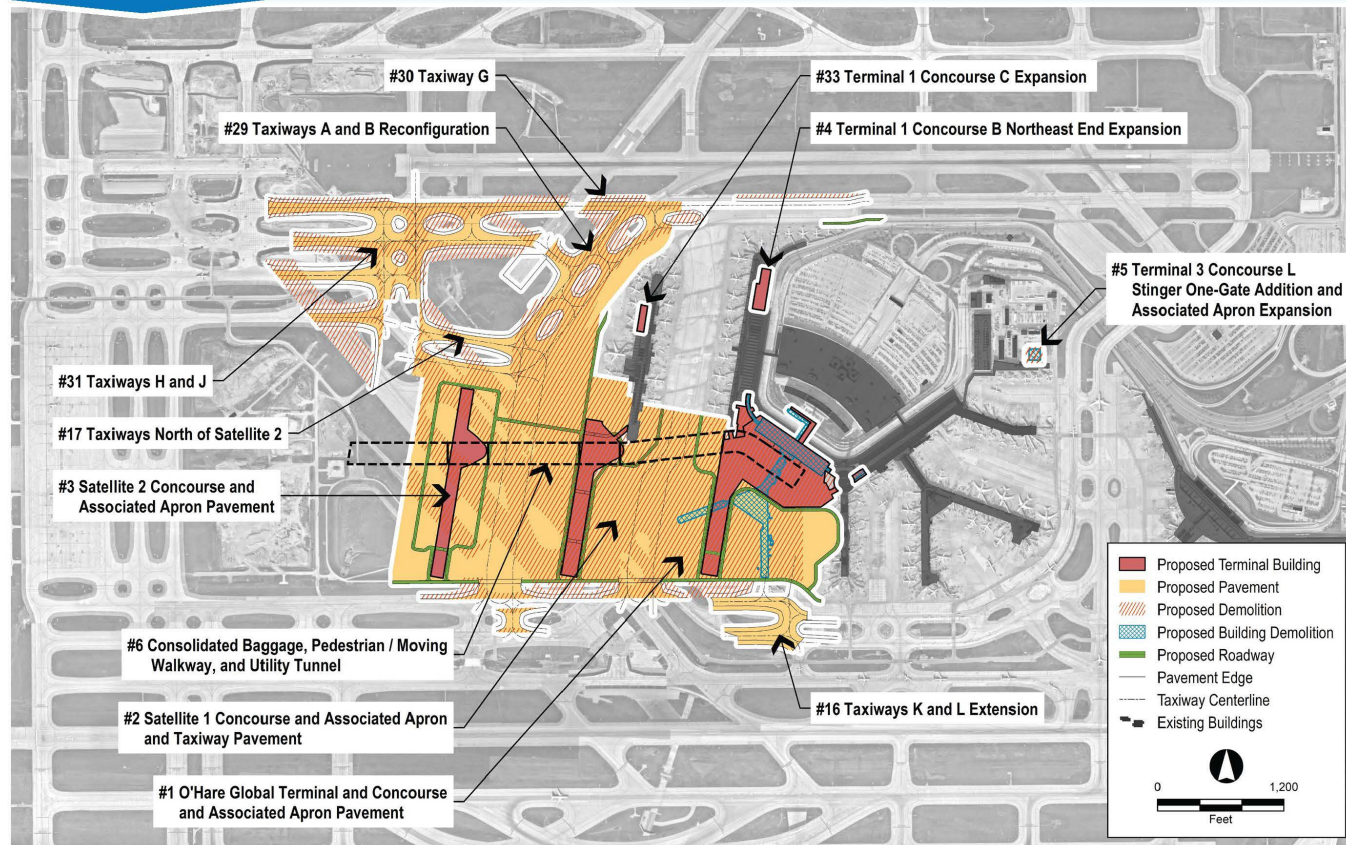 #30 Taxiway G
#33 Terminal 1 Concourse C Expansion
#29 Taxiways A and B Reconfiguration
#4 Terminal 1 Concourse B Northeast End Expansion
#5 Terminal 3 Concourse L
Stinger One-Gate Addition and
Associated Apron Expansion
#31 Taxiways H and J
#17 Taxiways North of Satellite 2
#3 Satellite 2 Concourse and
Associated Apron Pavement
#6 Consolidated Baggage, Pedestrian / Moving
Walkway, and Utility Tunnel
#2 Satellite 1 Concourse and Associated Apron
and Taxiway Pavement
#1 O'Hare Global Terminal and Concourse
and Associated Apron Pavement
#16 Taxiways K and L Extension
Proposed Terminal Building
Proposed Pavement
Proposed Demolition
Proposed Building Demolition
Proposed Roadway
Pavement Edge
Taxiway Centerline
Existing Buildings
0 1,200
Feet